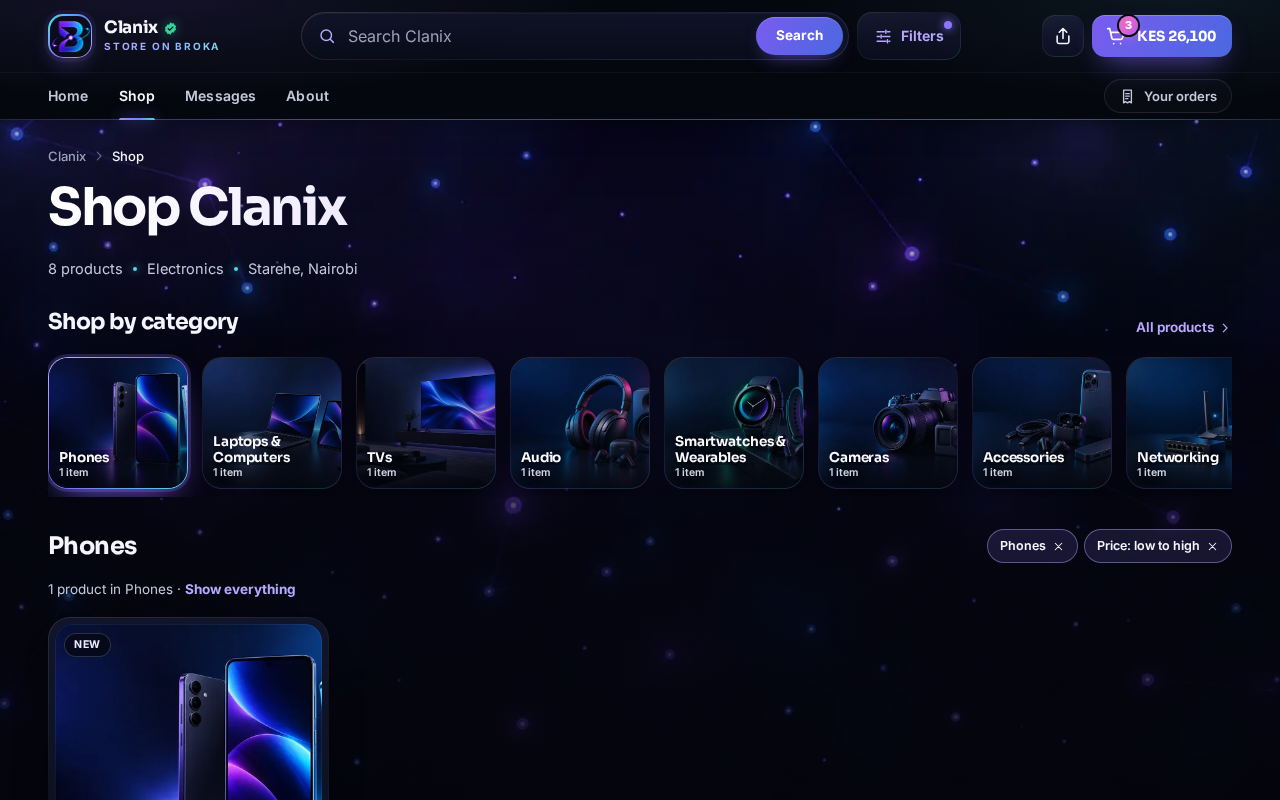 Clanix
STORE ON BROKA
Search Clanix
Search
Filters
3
KES 26,100
Home
Shop
Messages
About
Your orders
Clanix
Shop
Shop Clanix
8 products • Electronics • Starehe, Nairobi
Shop by category
All products
Phones
1 item
Laptops &
Computers
1 item
TVs
1 item
Audio
1 item
Smartwatches &
Wearables
1 item
Cameras
1 item
Accessories
1 item
Networking
1 item
Phones
Phones
Price: low to high
1 product in Phones · Show everything
NEW